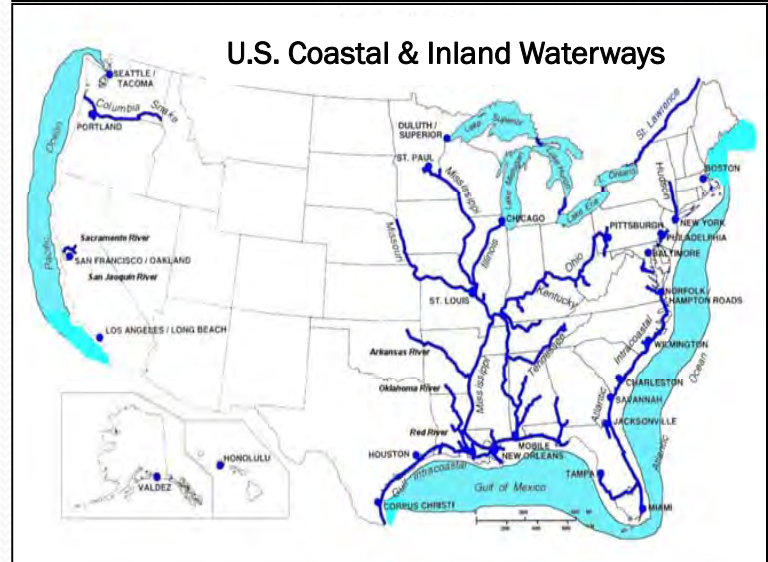 U.S. Coastal & Inland Waterways
SEATTLE /
TACOMA
Columbia
Snake
PORTLAND
Ocean
Pacific
Sacramento River
SAN FRANCISCO / OAKLAND
San Joquin River
LOS ANGELES / LONG BEACH
DULUTH /
SUPERIOR
Lake Superior
ST. PAUL
Mississippi
Lake Michigan
Lake Huron
L. Ontario
Lake Erie
St. Lawrence
Hudson
BOSTON
CHICAGO
NEW YORK
PITTSBURGH
PHILADELPHIA
BALTIMORE
Missouri
Illinois
Ohio
Kentucky
ST. LOUIS
NORFOLK /
HAMPTON ROADS
Intracoastal
WILMINGTON
Tennessee
Arkansas River
Oklahoma River
Mississippi
Red River
CHARLESTON
SAVANNAH
Atlantic
JACKSONVILLE
Ocean
Atlantic
MOBILE
NEW ORLEANS
HOUSTON
Gulf Intracoastal
TAMPA
Gulf of Mexico
CORPUS CHRISTI
MIAMI
HONOLULU
VALDEZ